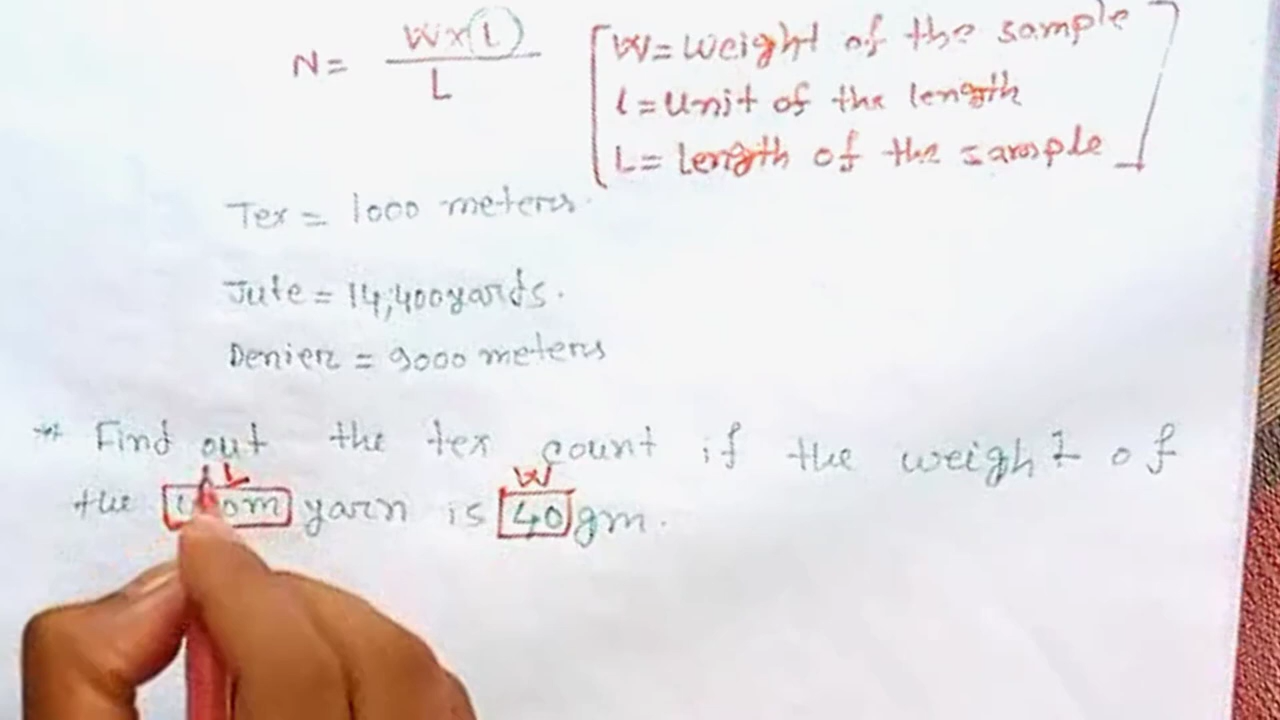 N = W×l / L [W= Weight of the sample
l = Unit of the length
L = Length of the sample]
Tex = 1000 meters.
Jute = 14,400 yards.
Denier = 9000 meters
** Find out the tex count if the weight of
L W
the yarn is 40 gm.